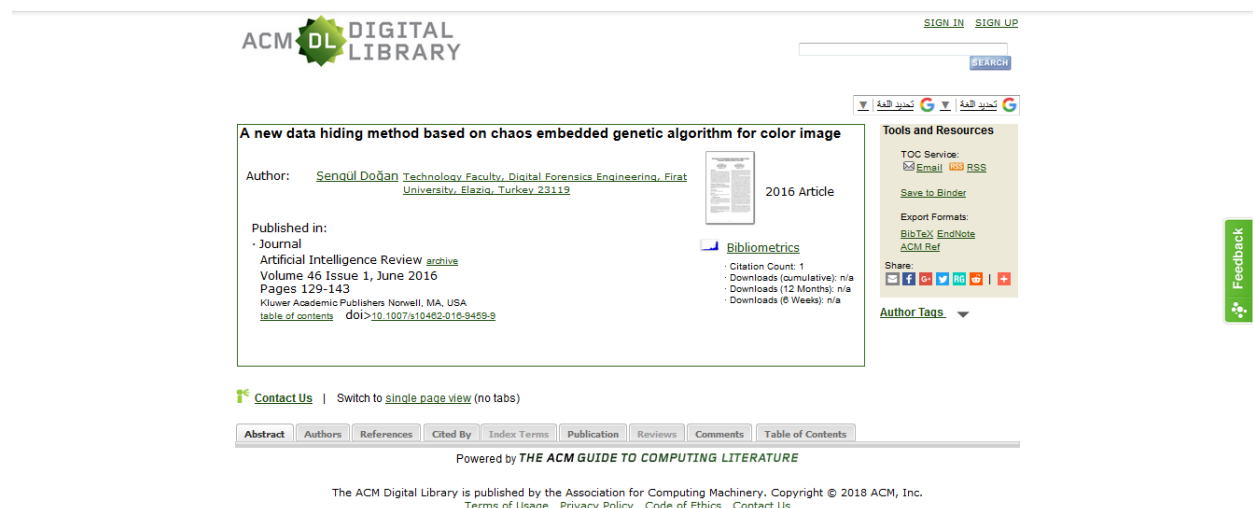 ACM DL DIGITAL LIBRARY
SIGN IN SIGN UP
SEARCH
تحديد اللغة ▼ تحديد اللغة ▼
A new data hiding method based on chaos embedded genetic algorithm for color image
Author: Sengül Doğan Technology Faculty, Digital Forensics Engineering, Firat
University, Elaziq, Turkey 23119
2016 Article
Published in:
· Journal
Artificial Intelligence Review archive
Volume 46 Issue 1, June 2016
Pages 129-143
Kluwer Academic Publishers Norwell, MA, USA
table of contents doi>10.1007/s10462-016-9459-9
Bibliometrics
· Citation Count: 1
· Downloads (cumulative): n/a
· Downloads (12 Months): n/a
· Downloads (6 Weeks): n/a
Tools and Resources
TOC Service:
Email RSS RSS
Save to Binder
Export Formats:
BibTeX EndNote
ACM Ref
Share:
G+ RG |
Author Tags
Feedback
Contact Us | Switch to single page view (no tabs)
Abstract Authors References Cited By Index Terms Publication Reviews Comments Table of Contents
Powered by THE ACM GUIDE TO COMPUTING LITERATURE
The ACM Digital Library is published by the Association for Computing Machinery. Copyright © 2018 ACM, Inc.
Terms of Usage Privacy Policy Code of Ethics Contact Us